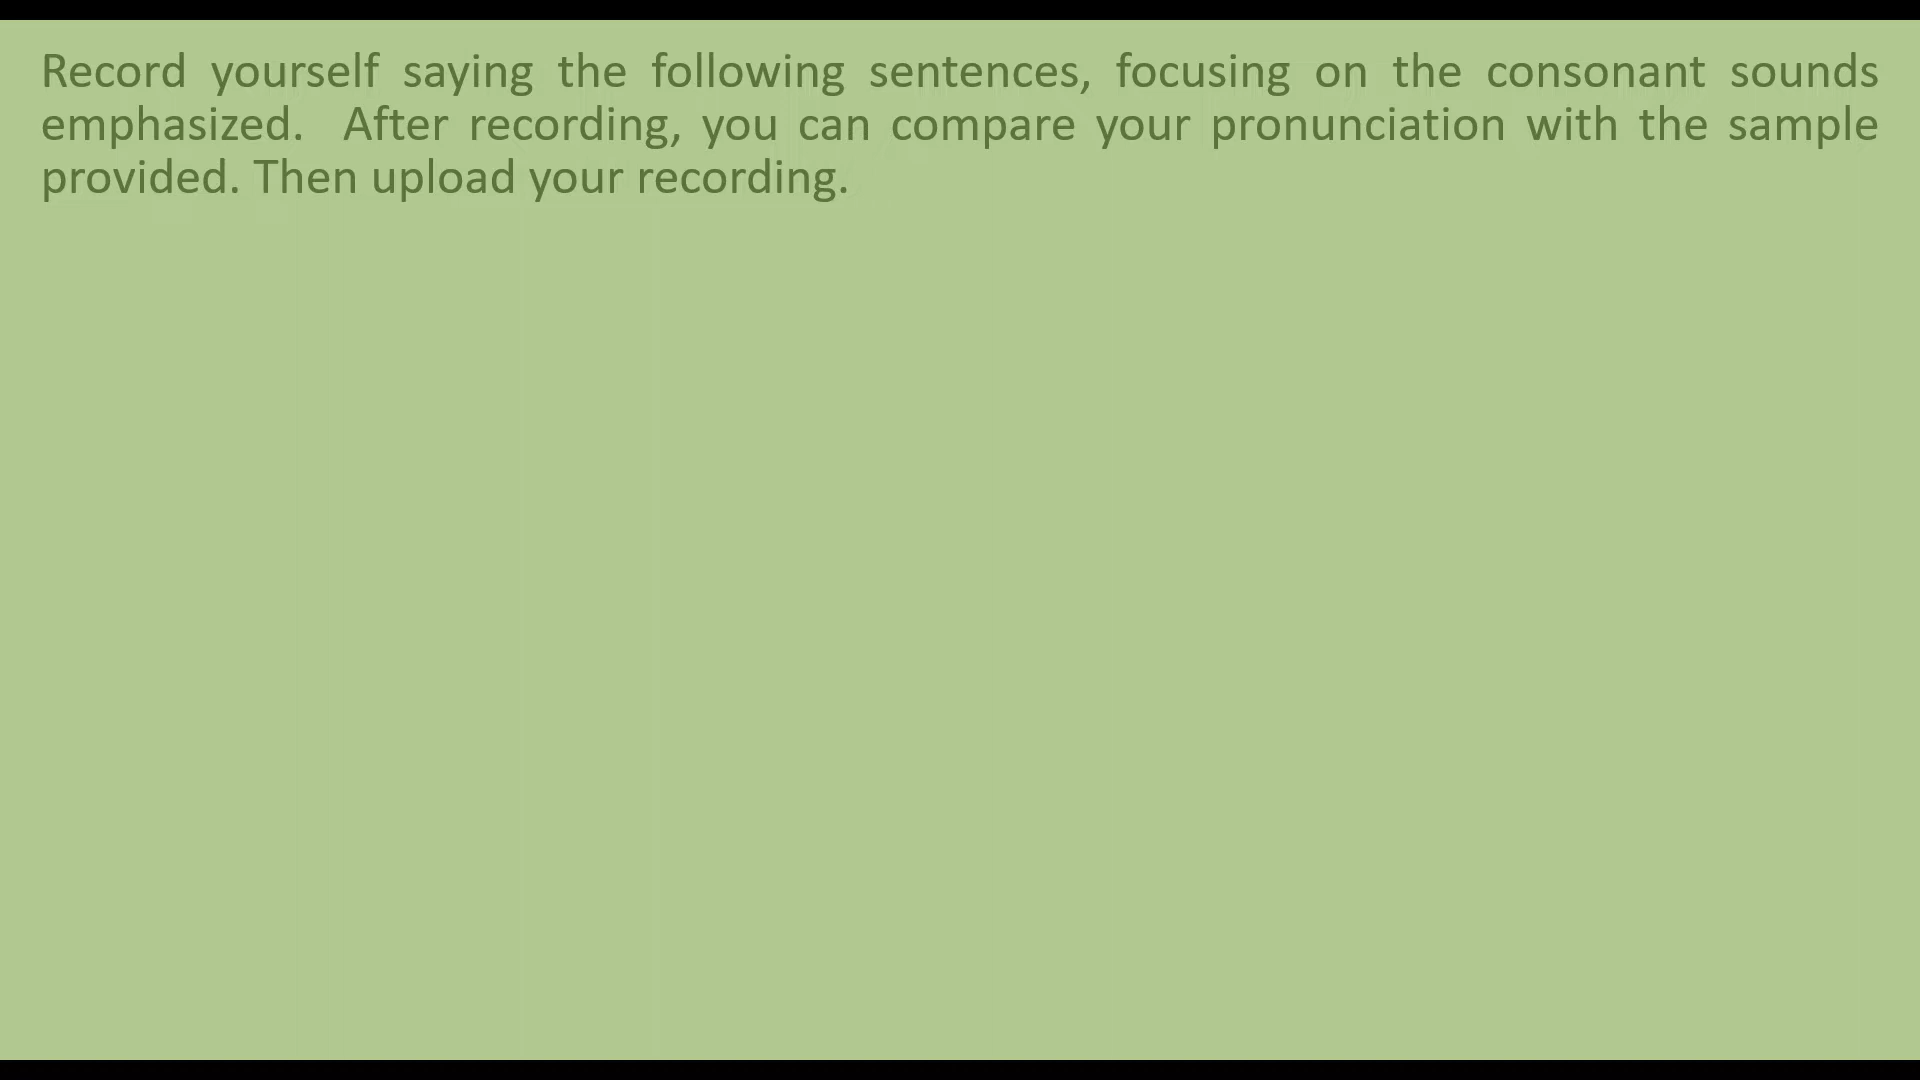 Record yourself saying the following sentences, focusing on the consonant sounds
emphasized.  After recording, you can compare your pronunciation with the sample
provided. Then upload your recording.